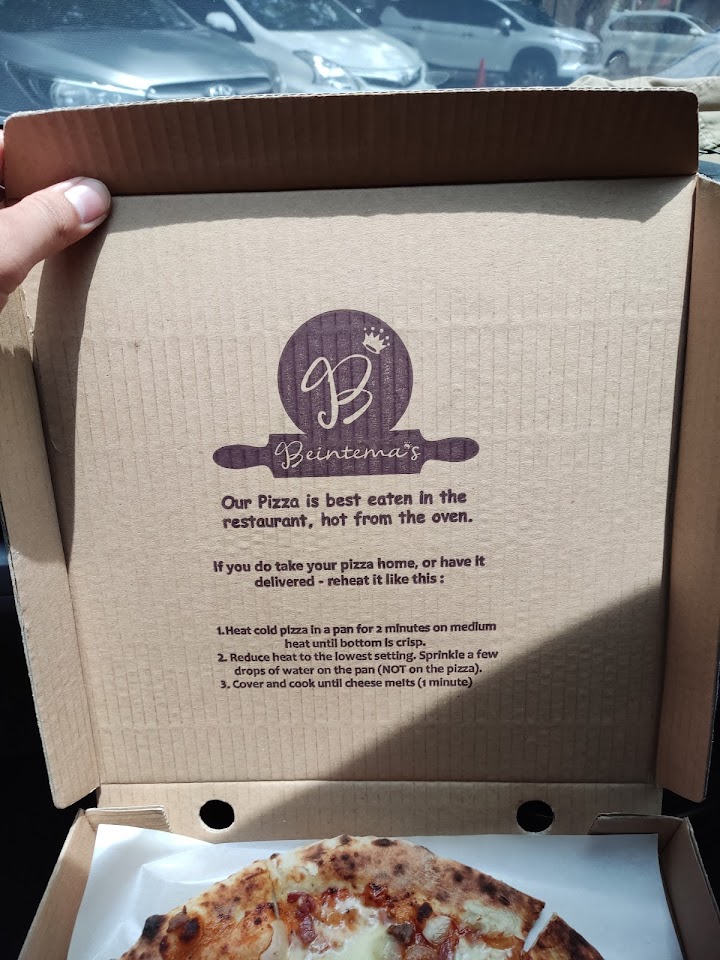 B
Beintema's
Our Pizza is best eaten in the
restaurant, hot from the oven.
If you do take your pizza home, or have it
delivered - reheat it like this :
1. Heat cold pizza in a pan for 2 minutes on medium
heat until bottom is crisp.
2. Reduce heat to the lowest setting. Sprinkle a few
drops of water on the pan (NOT on the pizza).
3. Cover and cook until cheese melts (1 minute)